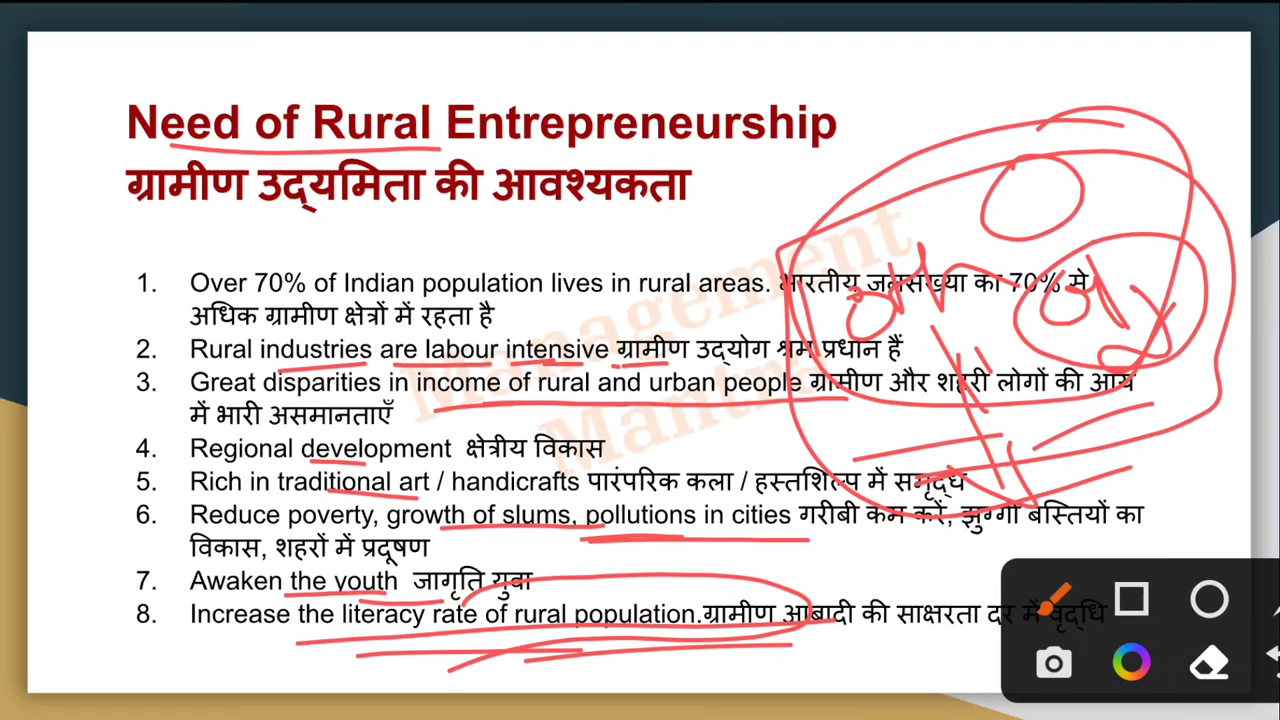 Need of Rural Entrepreneurship
ग्रामीण उद्यमिता की आवश्यकता
1. Over 70% of Indian population lives in rural areas. भारतीय जनसंख्या का 70% से
अधिक ग्रामीण क्षेत्रों में रहता है
2. Rural industries are labour intensive ग्रामीण उद्योग श्रम प्रधान हैं
3. Great disparities in income of rural and urban people ग्रामीण और शहरी लोगों की आय
में भारी असमानताएँ
4. Regional development क्षेत्रीय विकास
5. Rich in traditional art / handicrafts पारंपरिक कला / हस्तशिल्प में समृद्ध
6. Reduce poverty, growth of slums, pollutions in cities गरीबी कम करें, झुग्गी बस्तियों का
विकास, शहरों में प्रदूषण
7. Awaken the youth जागृति युवा
8. Increase the literacy rate of rural population.ग्रामीण आबादी की साक्षरता दर में वृद्धि
Management
Mantra